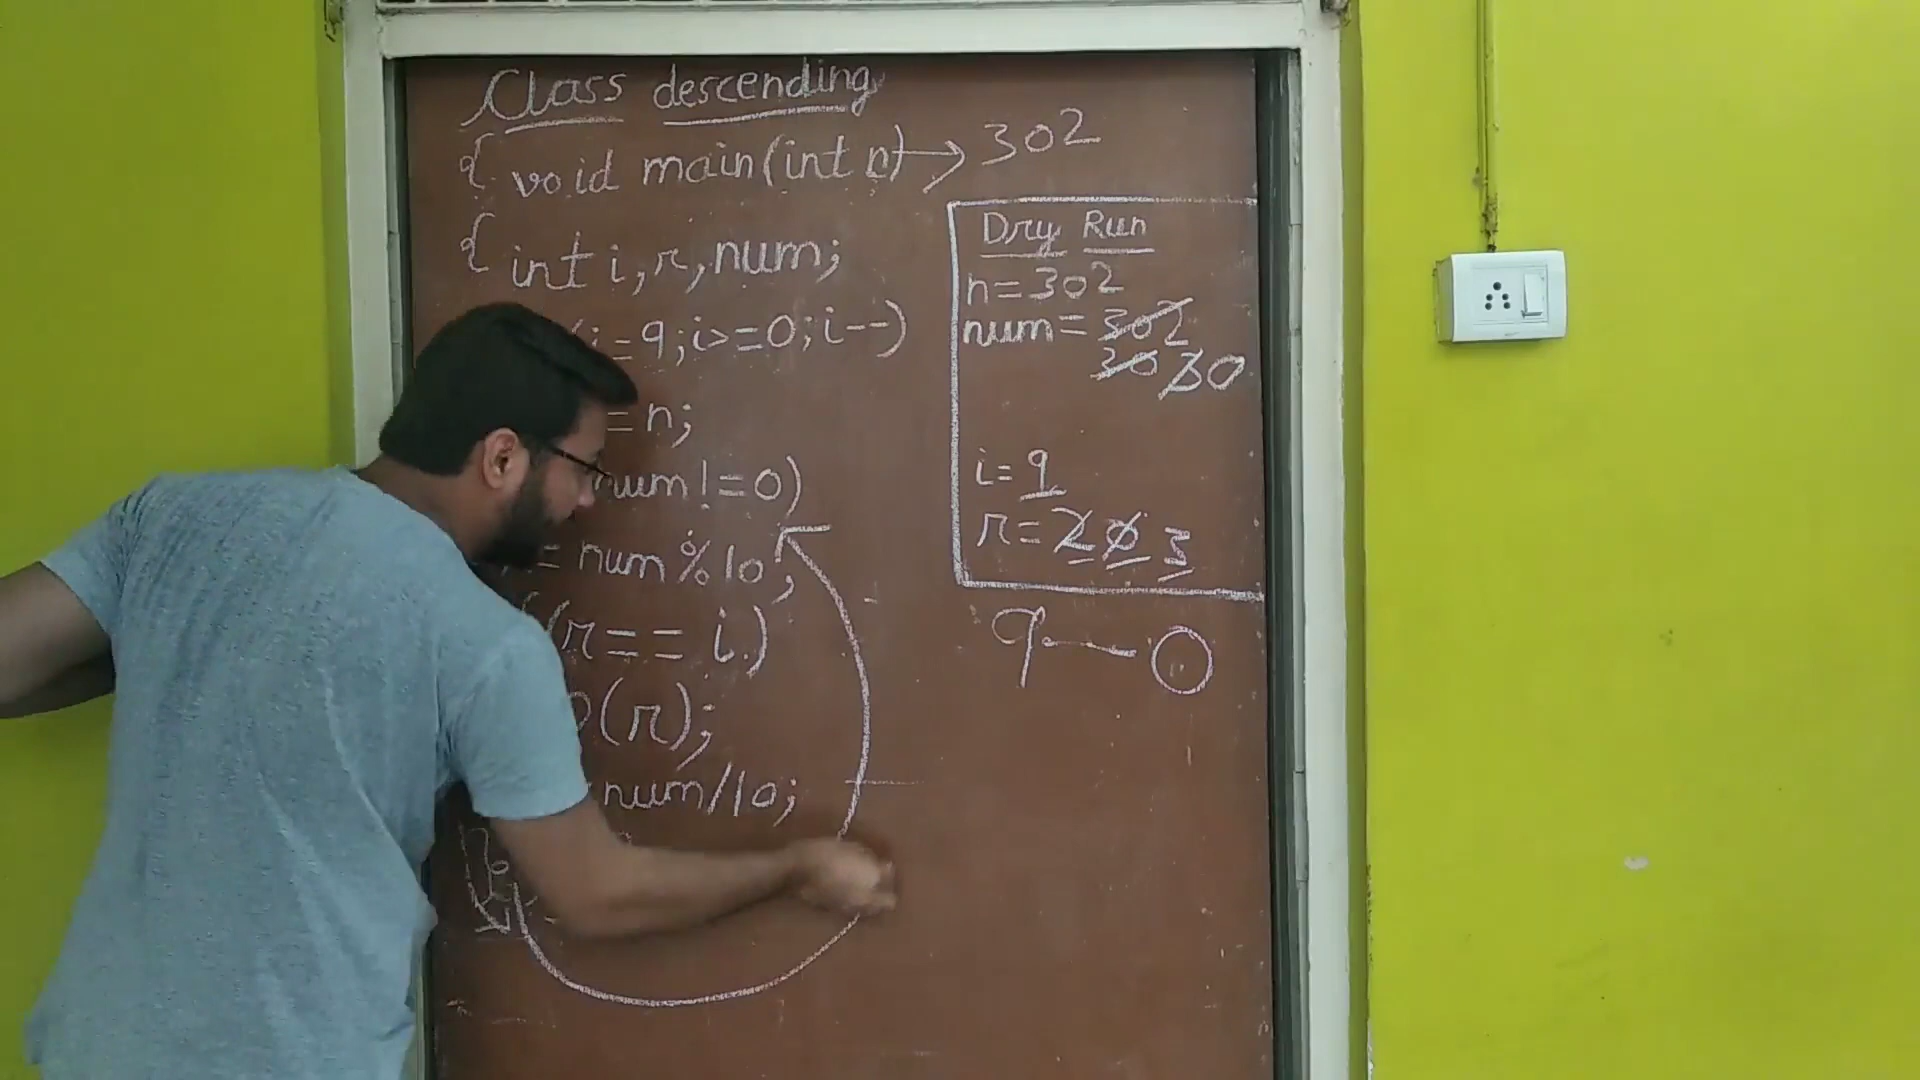 Class descending
{ void main(int n) → 302
{ int i, r, num;
(i=9; i>=0; i--)
= n;
num!=0)
= num%10;
(r==i)
(r);
num/10;
Dry Run
n=302
num=302
30 30
i=9
r=2 0 3
9—0